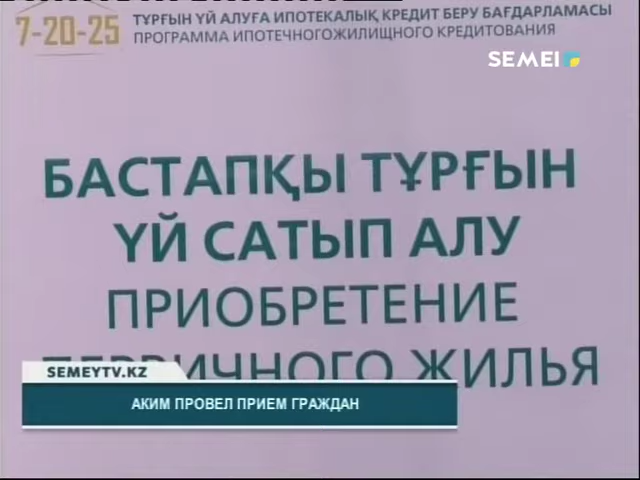 7-20-25
ТҰРҒЫН ҮЙ АЛУҒА ИПОТЕКАЛЫҚ КРЕДИТ БЕРУ БАҒДАРЛАМАСЫ
ПРОГРАММА ИПОТЕЧНОГОЖИЛИЩНОГО КРЕДИТОВАНИЯ
SEMEI
БАСТАПҚЫ ТҰРҒЫН
ҮЙ САТЫП АЛУ
ПРИОБРЕТЕНИЕ
ПЕРВИЧНОГО ЖИЛЬЯ
SEMEYTV.KZ
АКИМ ПРОВЕЛ ПРИЕМ ГРАЖДАН